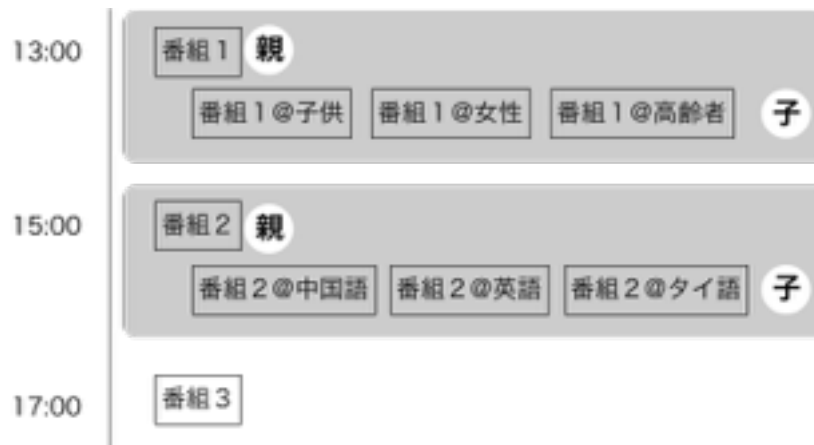 13:00 番組1 親
番組1@子供 番組1@女性 番組1@高齢者 子
15:00 番組2 親
番組2@中国語 番組2@英語 番組2@タイ語 子
17:00 番組3